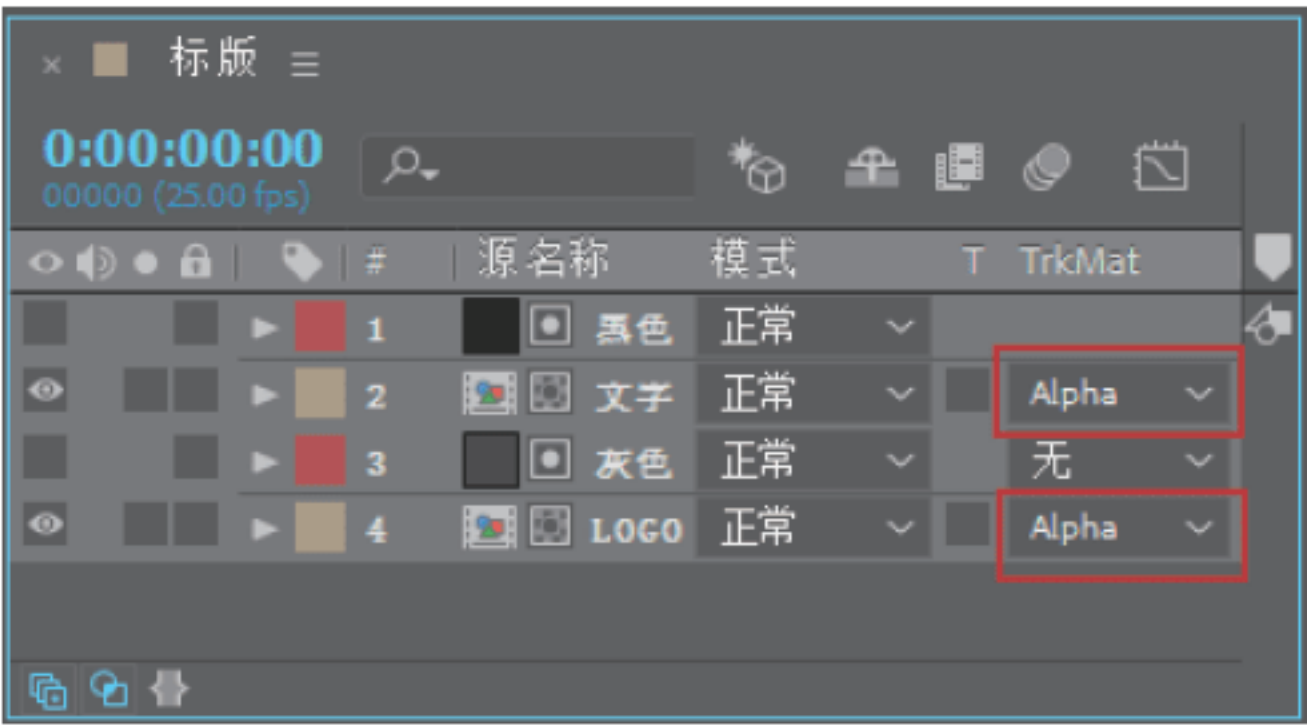 × 标版
0:00:00:00
00000 (25.00 fps)
# 源名称 模式 T TrkMat
1 黑色 正常
2 文字 正常 Alpha
3 灰色 正常 无
4 LOGO 正常 Alpha